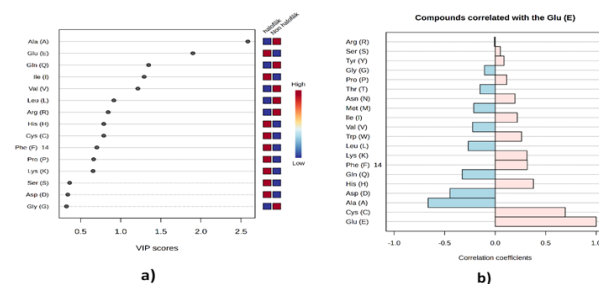 halofilik
Non halofilik
Ala (A)
Glu (E)
Gln (Q)
Ile (I)
Val (V)
Leu (L)
Arg (R)
His (H)
Cys (C)
Phe (F) 14
Pro (P)
Lys (K)
Ser (S)
Asp (D)
Gly (G)
High
Low
0.5 1.0 1.5 2.0 2.5
VIP scores
a)
Compounds correlated with the Glu (E)
Arg (R)
Ser (S)
Tyr (Y)
Gly (G)
Pro (P)
Thr (T)
Asn (N)
Met (M)
Ile (I)
Val (V)
Trp (W)
Leu (L)
Lys (K)
Phe (F) 14
Gln (Q)
His (H)
Asp (D)
Ala (A)
Cys (C)
Glu (E)
-1.0 -0.5 0.0 0.5 1.0
Correlation coefficients
b)